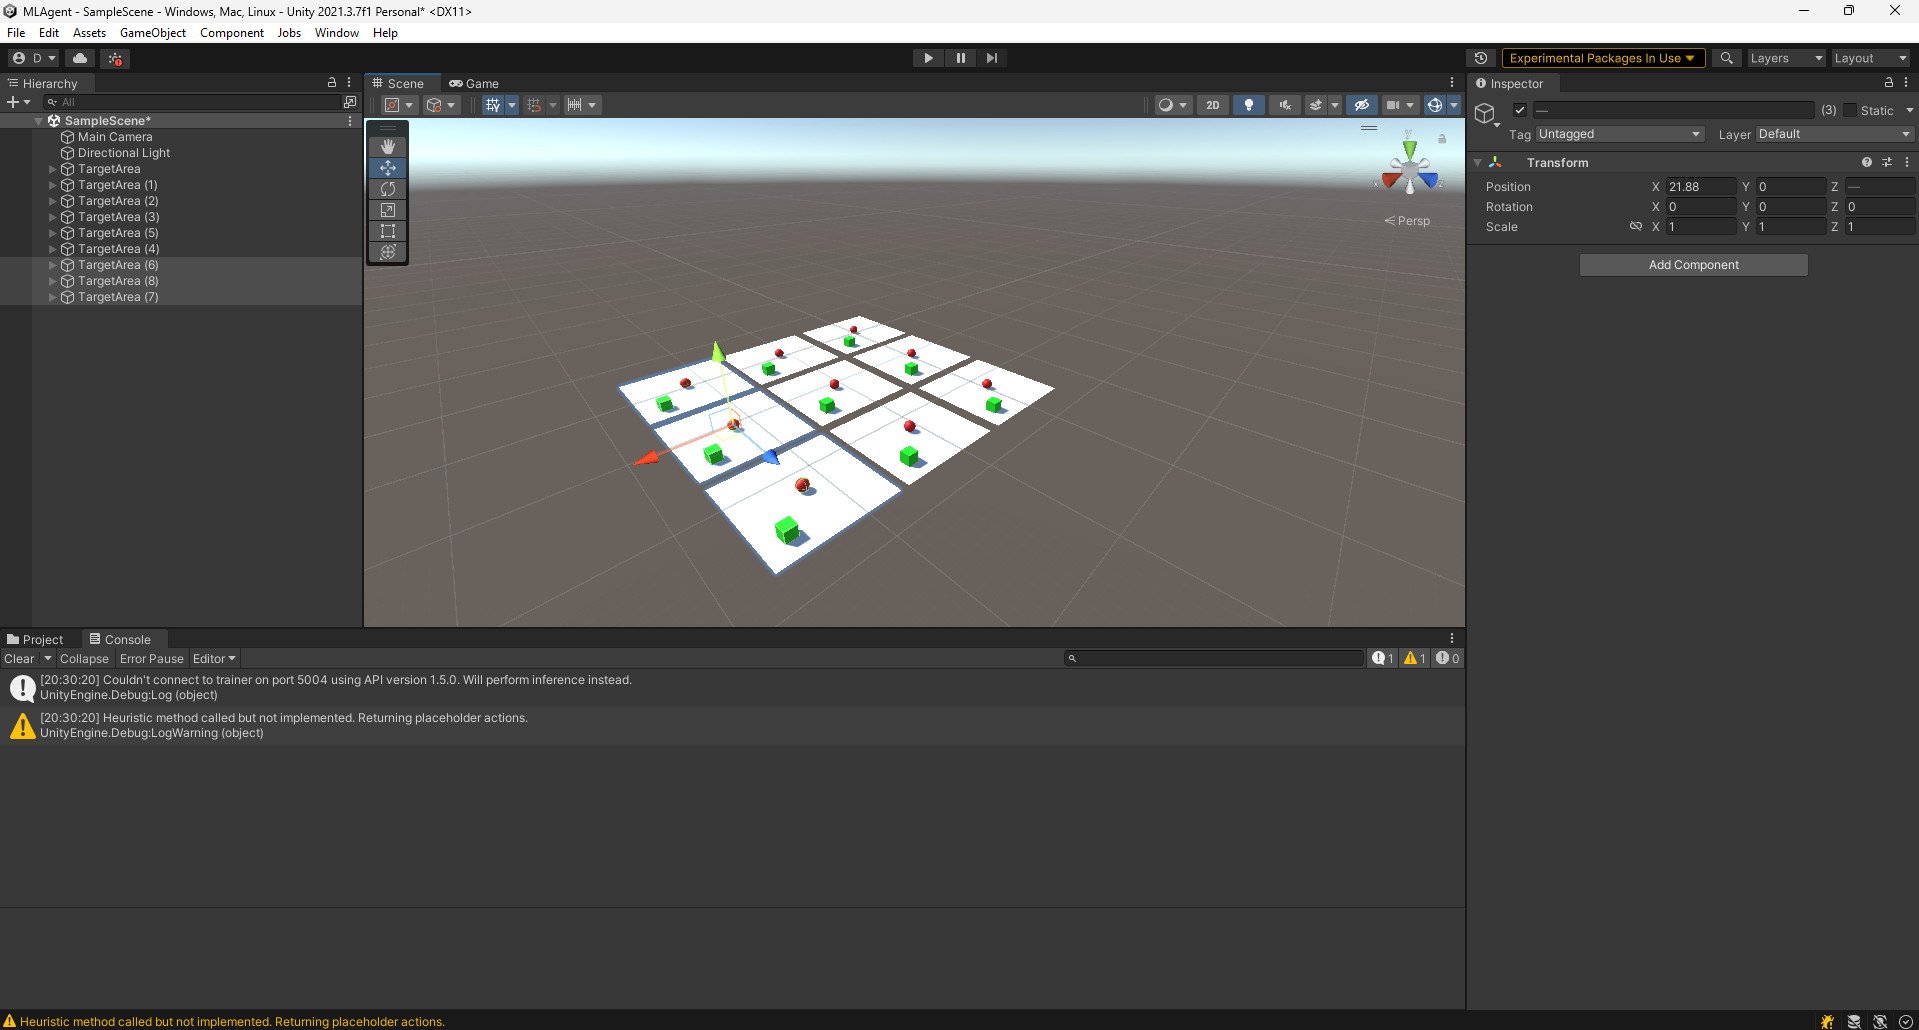 MLAgent - SampleScene - Windows, Mac, Linux - Unity 2021.3.7f1 Personal* <DX11>
File Edit Assets GameObject Component Jobs Window Help
D
Experimental Packages In Use
Layers
Layout
Hierarchy
All
SampleScene*
Main Camera
Directional Light
TargetArea
TargetArea (1)
TargetArea (2)
TargetArea (3)
TargetArea (5)
TargetArea (4)
TargetArea (6)
TargetArea (8)
TargetArea (7)
Scene
Game
2D
y
x
z
Persp
Inspector
— (3) Static
Tag Untagged Layer Default
Transform
Position X 21.88 Y 0 Z —
Rotation X 0 Y 0 Z 0
Scale X 1 Y 1 Z 1
Add Component
Project
Console
Clear Collapse Error Pause Editor
1 1 0
[20:30:20] Couldn't connect to trainer on port 5004 using API version 1.5.0. Will perform inference instead.
UnityEngine.Debug:Log (object)
[20:30:20] Heuristic method called but not implemented. Returning placeholder actions.
UnityEngine.Debug:LogWarning (object)
Heuristic method called but not implemented. Returning placeholder actions.